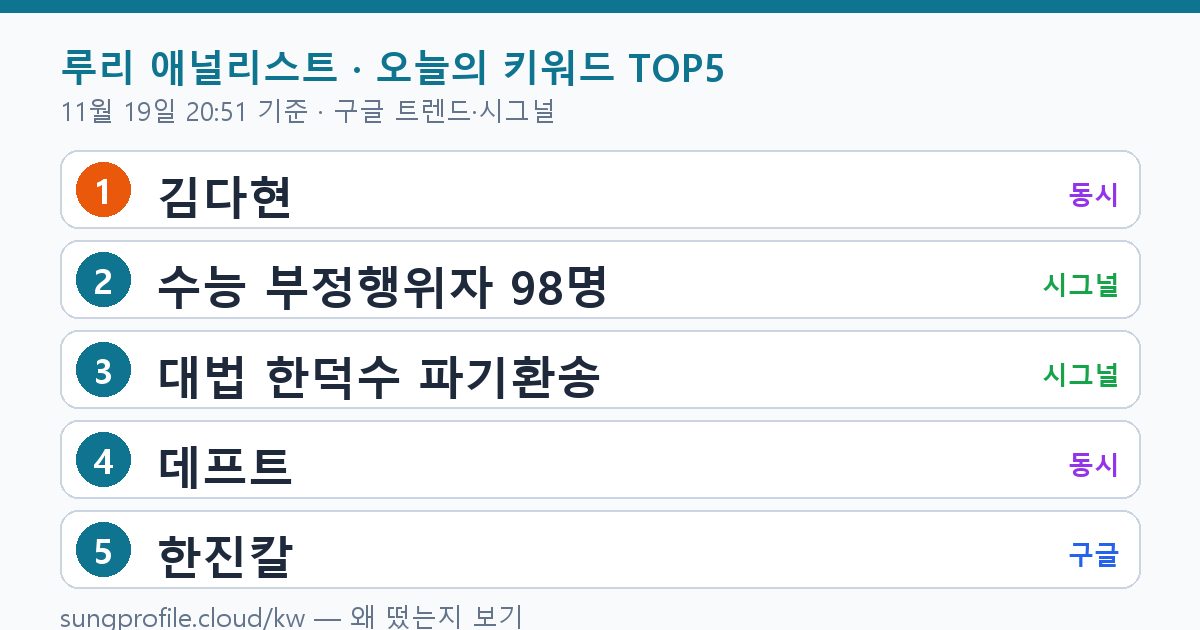 루리 애널리스트 · 오늘의 키워드 TOP5
11월 19일 20:51 기준 · 구글 트렌드·시그널
1 김다현 동시
2 수능 부정행위자 98명 시그널
3 대법 한덕수 파기환송 시그널
4 데프트 동시
5 한진칼 구글
sungprofile.cloud/kw — 왜 떴는지 보기